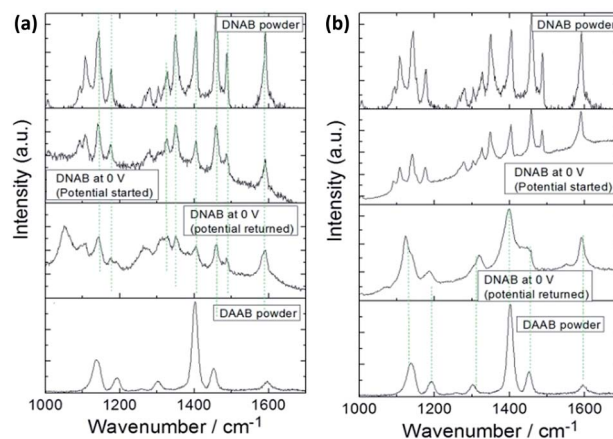 (a)
DNAB powder
DNAB at 0 V
(Potential started)
DNAB at 0 V
(potential returned)
DAAB powder
Intensity (a.u.)
1000 1200 1400 1600
Wavenumber / cm⁻¹
(b)
DNAB powder
DNAB at 0 V
(Potential started)
DNAB at 0 V
(potential returned)
DAAB powder
Intensity (a.u.)
1000 1200 1400 1600
Wavenumber / cm⁻¹